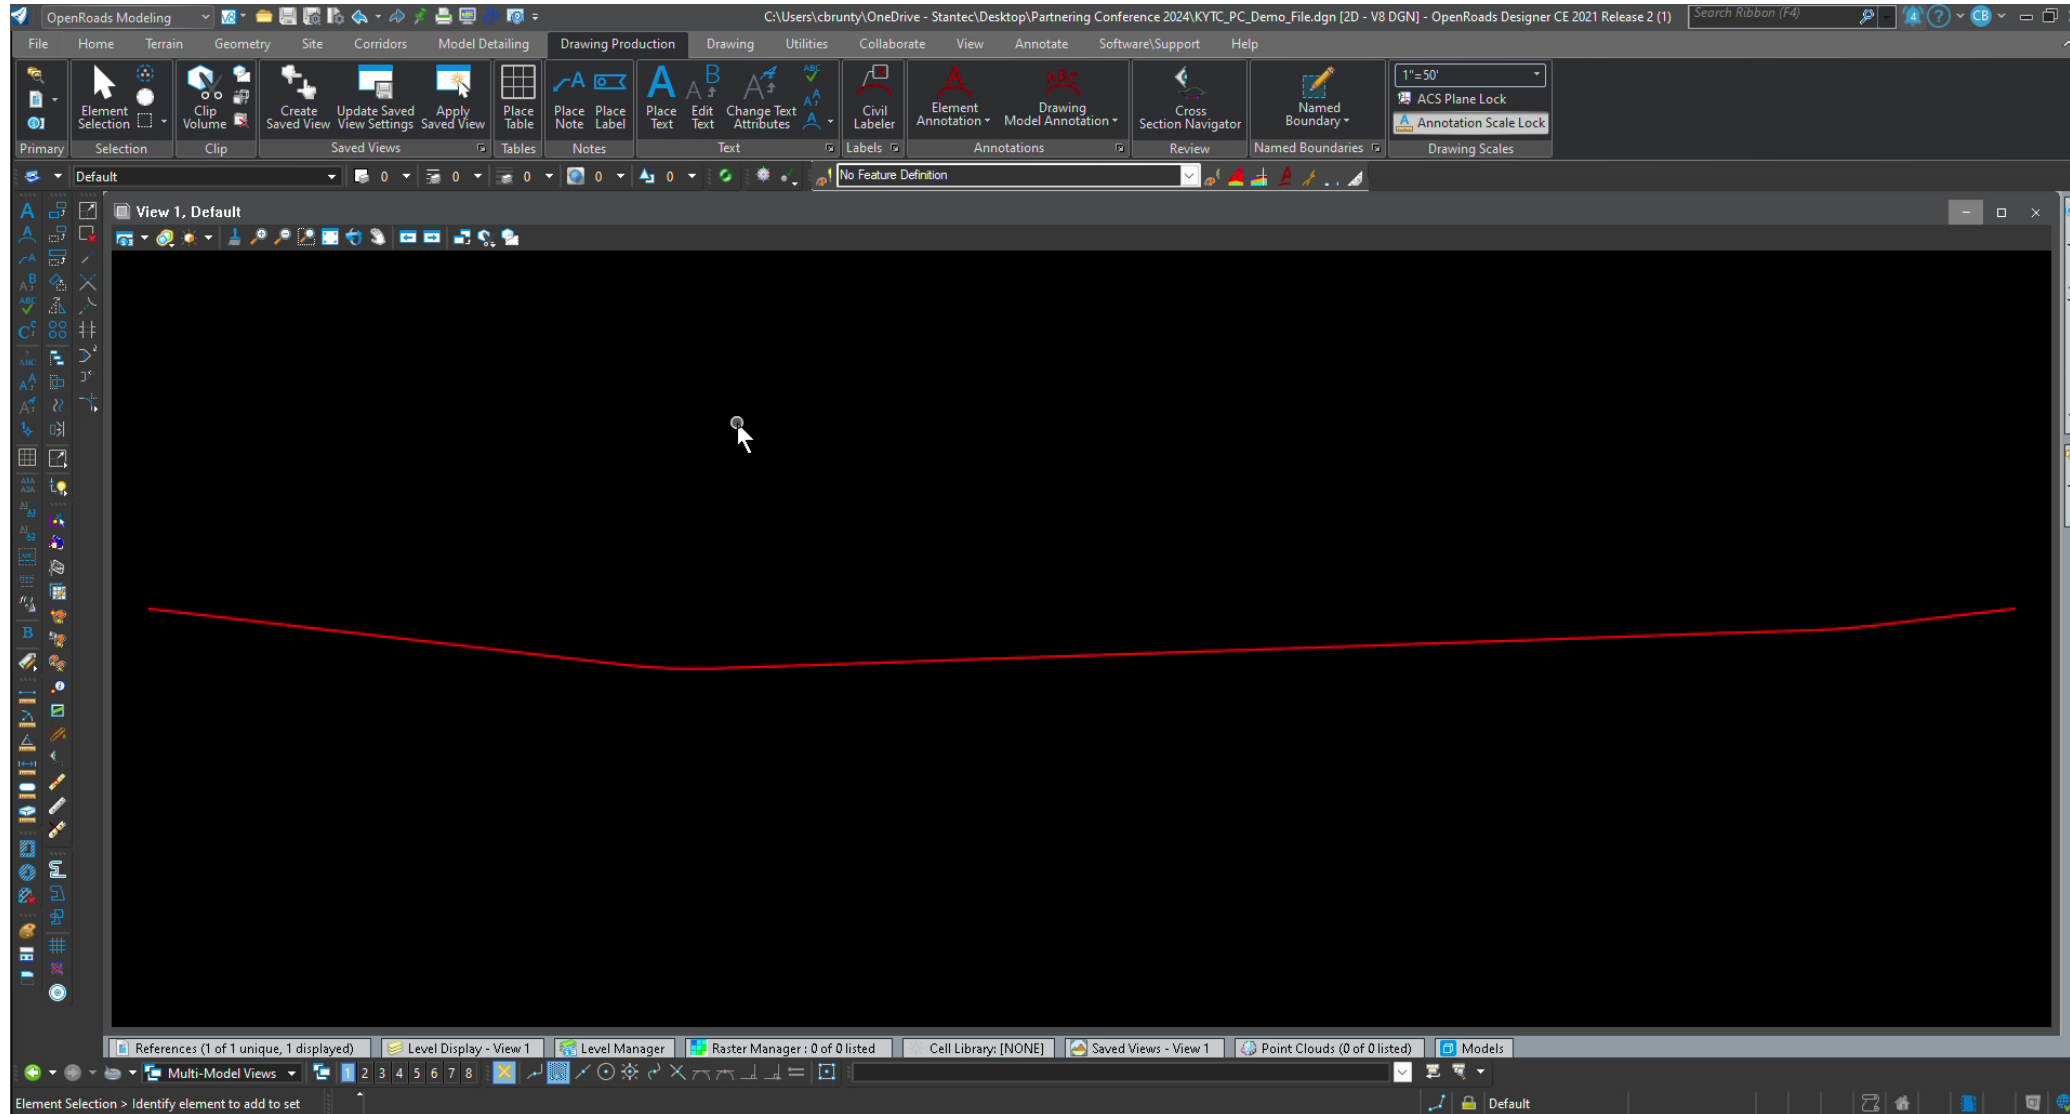 OpenRoads Modeling
C:\Users\cbrunty\OneDrive - Stantec\Desktop\Partnering Conference 2024\KYTC_PC_Demo_File.dgn [2D - V8 DGN] - OpenRoads Designer CE 2021 Release 2 (1)
Search Ribbon (F4)
4
CB
File Home Terrain Geometry Site Corridors Model Detailing Drawing Production Drawing Utilities Collaborate View Annotate Software\Support Help
Element Selection
Clip Volume
Create Saved View
Update Saved View Settings
Apply Saved View
Place Table
Place Note
Place Label
Place Text
Edit Text
Change Text Attributes
Civil Labeler
Element Annotation
Drawing Model Annotation
Cross Section Navigator
Named Boundary
1"=50'
ACS Plane Lock
Annotation Scale Lock
Primary Selection Clip Saved Views Tables Notes Text Labels Annotations Review Named Boundaries Drawing Scales
Default 0 0 0 0 0 No Feature Definition
View 1, Default
References (1 of 1 unique, 1 displayed) Level Display - View 1 Level Manager Raster Manager : 0 of 0 listed Cell Library: [NONE] Saved Views - View 1 Point Clouds (0 of 0 listed) Models
Multi-Model Views 1 2 3 4 5 6 7 8
Element Selection > Identify element to add to set Default